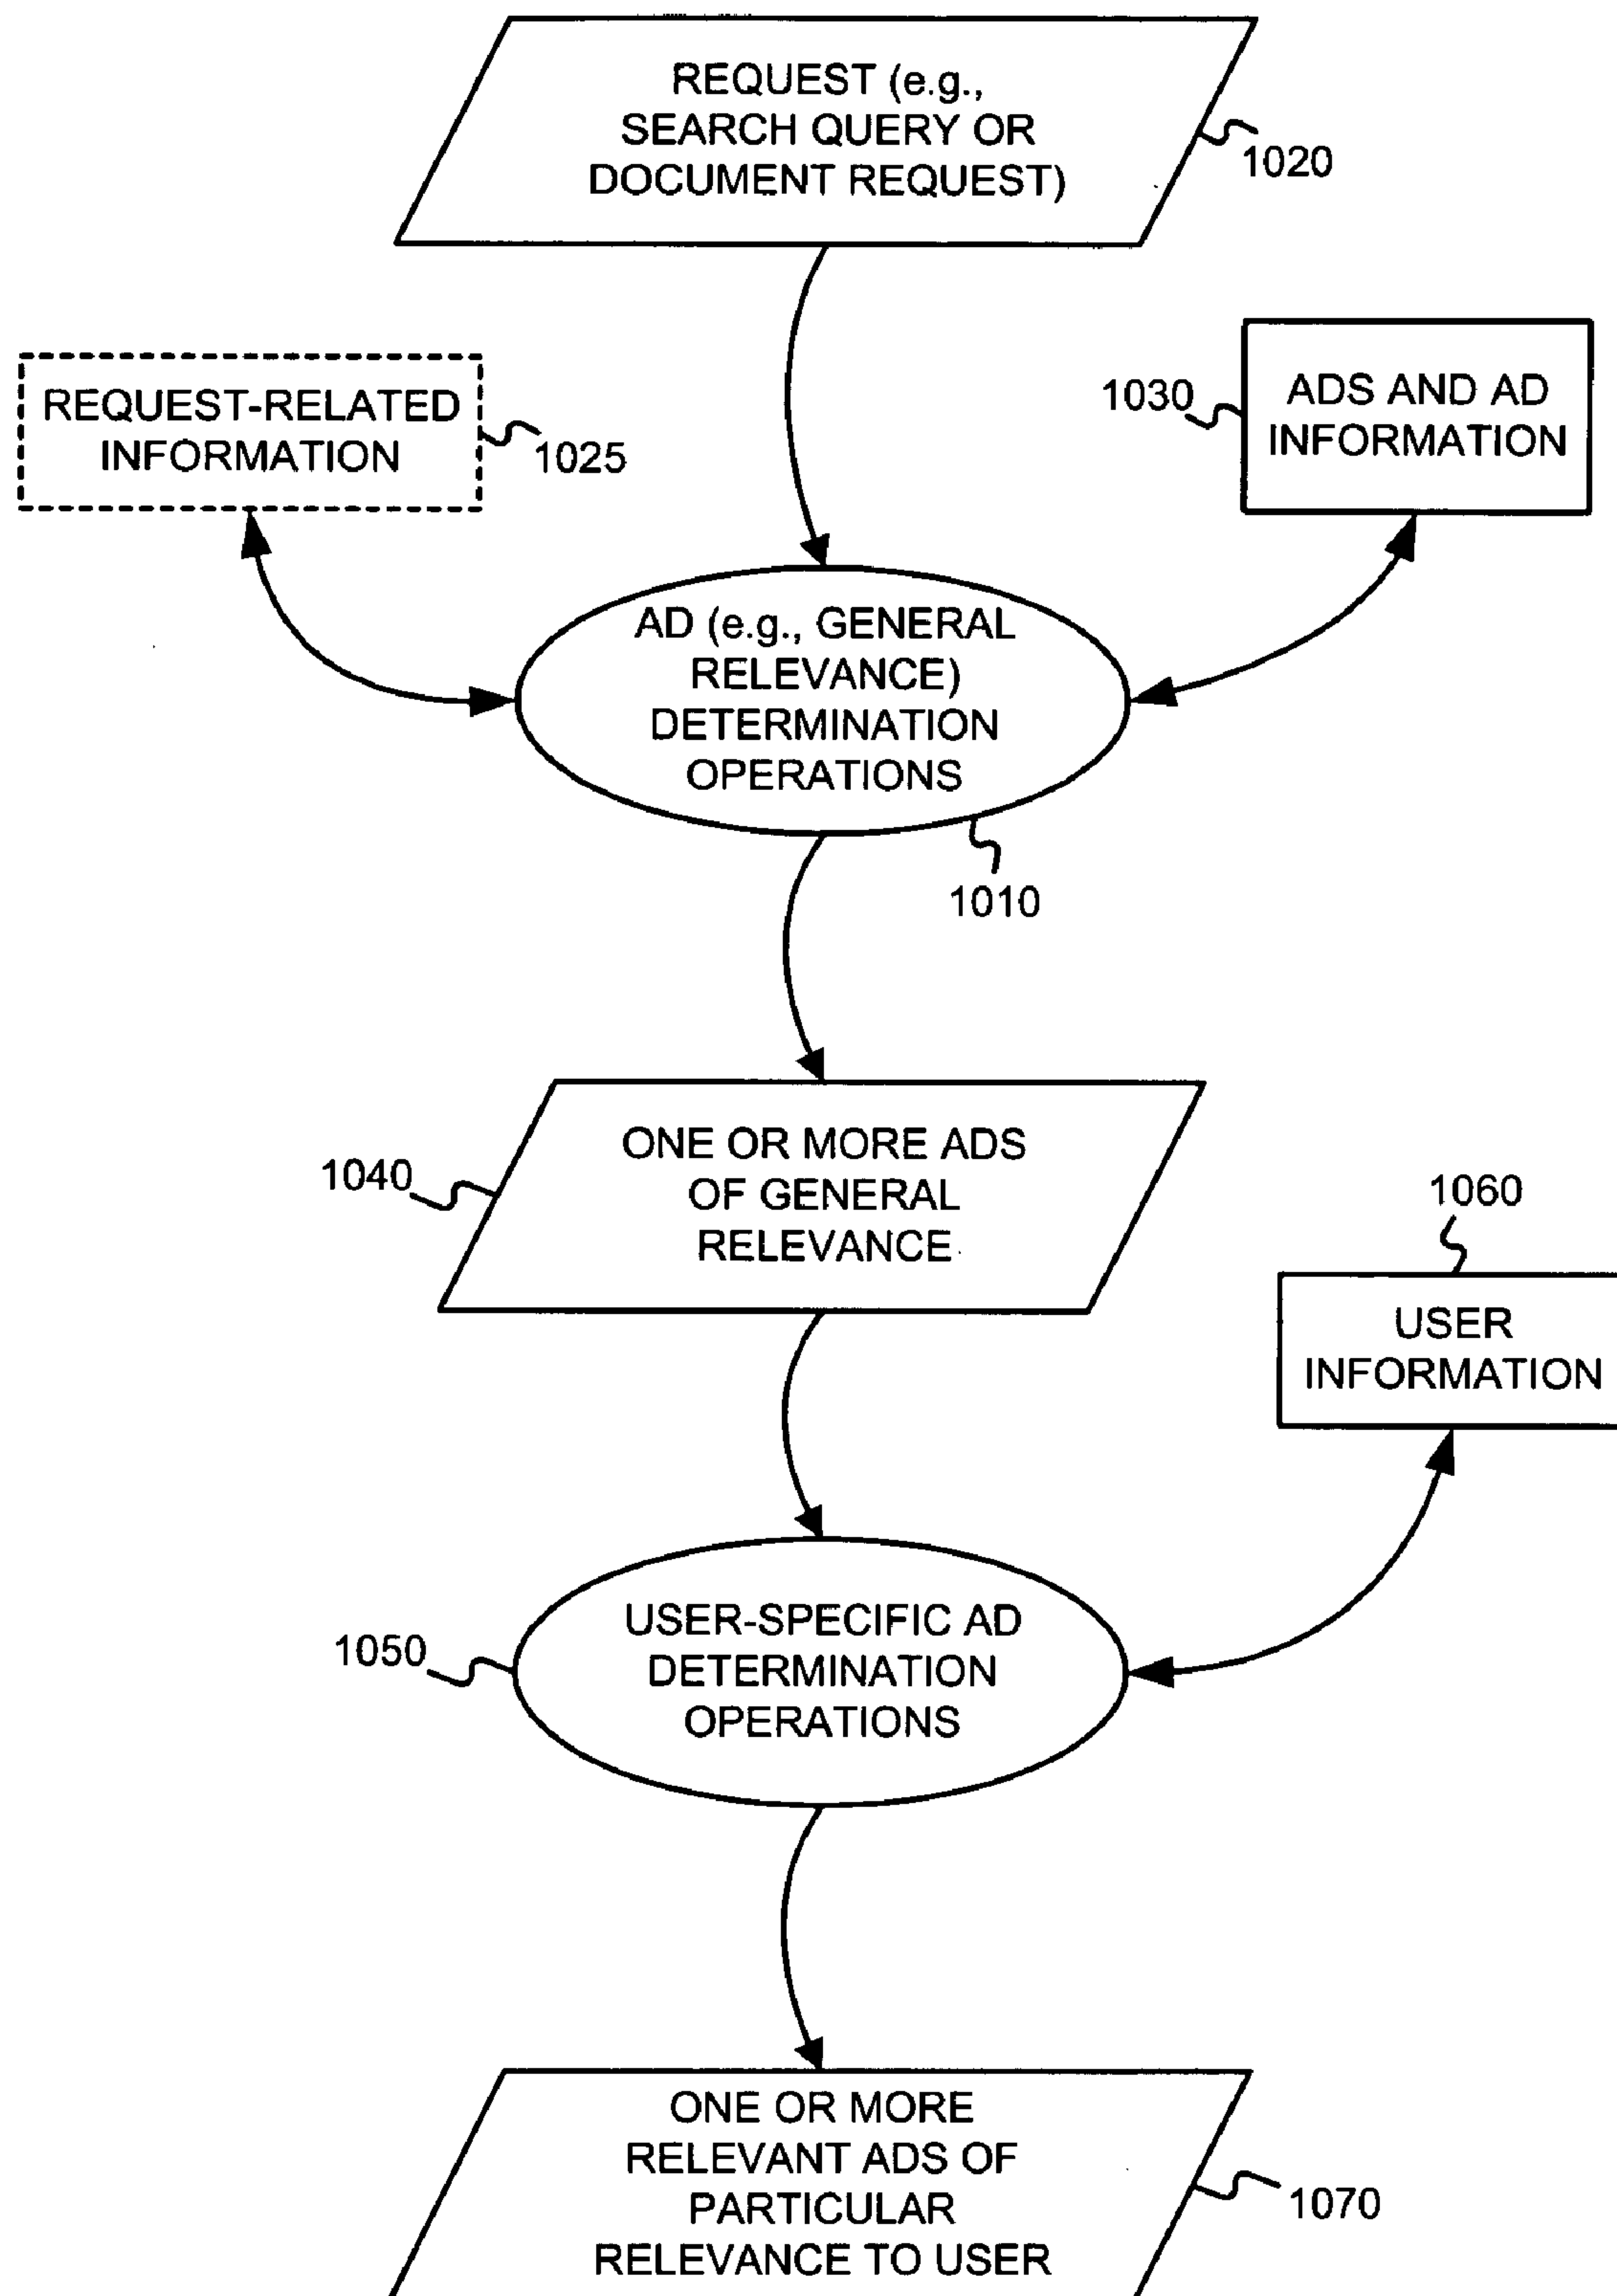 REQUEST (e.g.,
SEARCH QUERY OR
DOCUMENT REQUEST)
1020
REQUEST-RELATED
INFORMATION
1025
1030
ADS AND AD
INFORMATION
AD (e.g., GENERAL
RELEVANCE)
DETERMINATION
OPERATIONS
1010
1040
ONE OR MORE ADS
OF GENERAL
RELEVANCE
1060
USER
INFORMATION
1050
USER-SPECIFIC AD
DETERMINATION
OPERATIONS
ONE OR MORE
RELEVANT ADS OF
PARTICULAR
RELEVANCE TO USER
1070